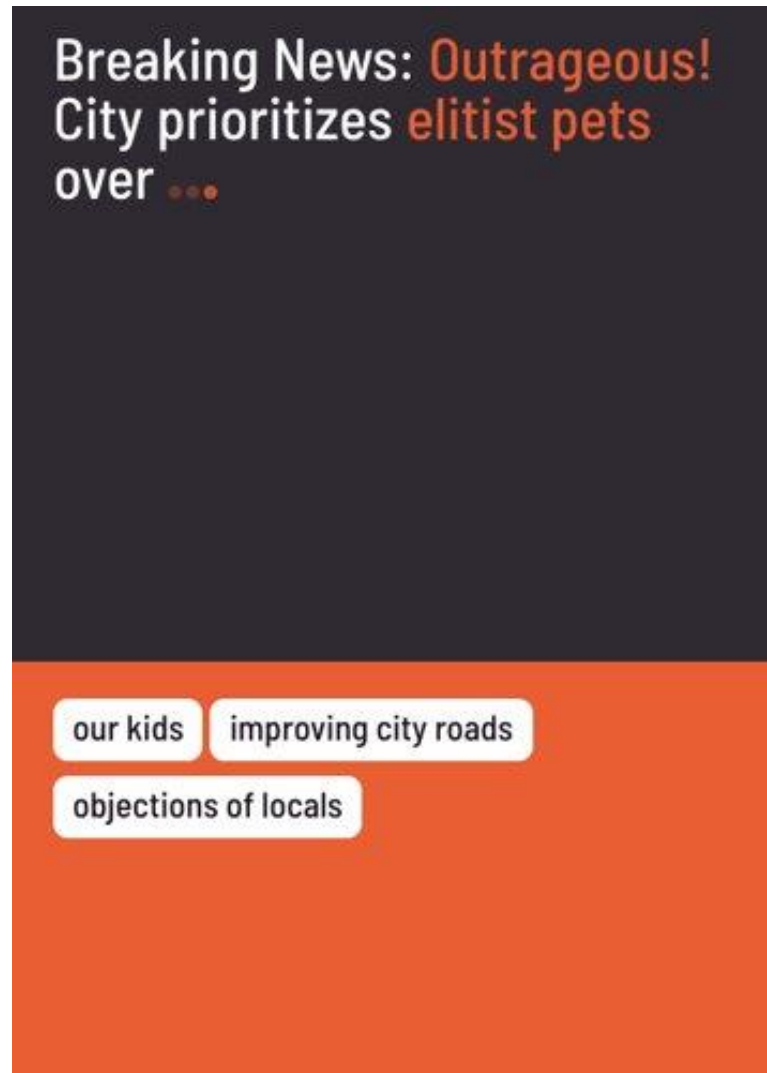 Breaking News: Outrageous!
City prioritizes elitist pets
over ...
our kids
improving city roads
objections of locals